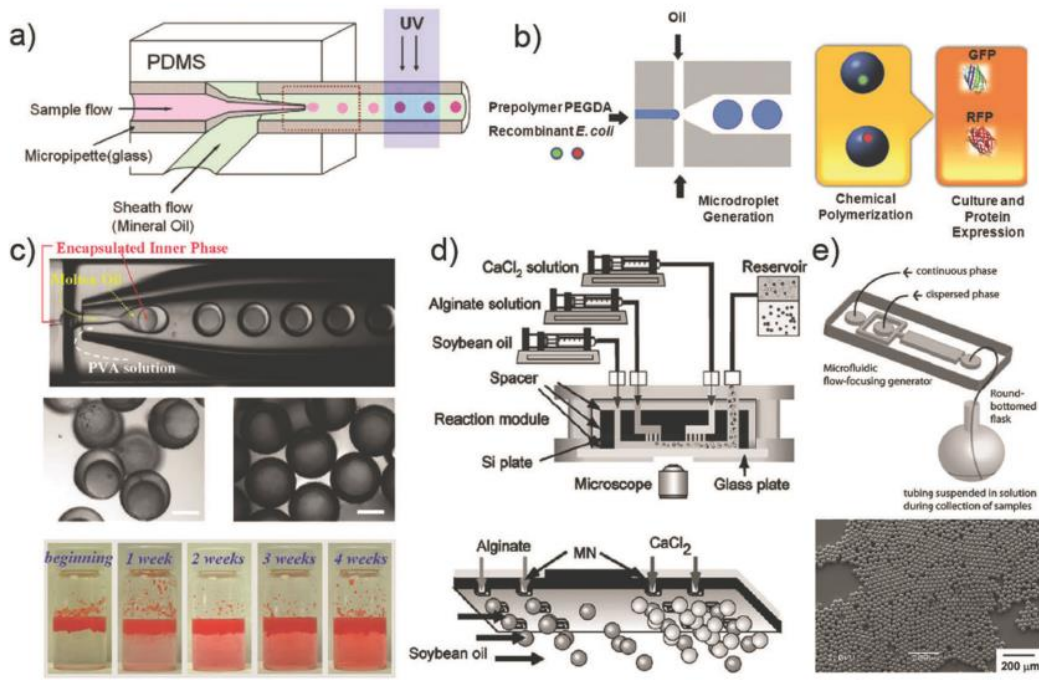 a)
UV
PDMS
Sample flow
Micropipette(glass)
Sheath flow
(Mineral Oil)
b)
Oil
Prepolymer PEGDA
Recombinant E.coli
Microdroplet
Generation
Chemical
Polymerization
GFP
RFP
Culture and
Protein
Expression
c)
Encapsulated Inner Phase
Molten Oil
PVA solution
beginning
1 week
2 weeks
3 weeks
4 weeks
d)
CaCl2 solution
Alginate solution
Soybean oil
Reservoir
Spacer
Reaction module
Si plate
Microscope
Glass plate
Alginate
MN
CaCl2
Soybean oil
e)
continuous phase
dispersed phase
Microfluidic
flow-focusing generator
Round-
bottomed
flask
tubing suspended in solution
during collection of samples
200 μm